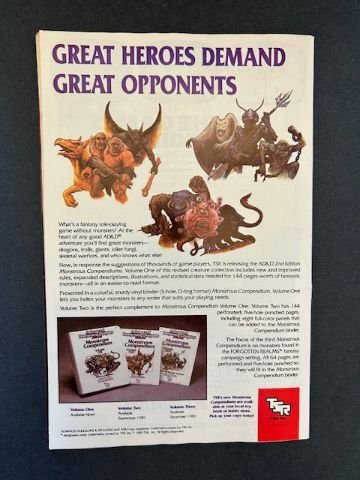 GREAT HEROES DEMAND
GREAT OPPONENTS
What's a fantasy role-playing
game without monsters? At the
heart of any good AD&D®
adventure you'll find great monsters—
dragons, trolls, giants, killer fungi,
skeletal warriors, and who knows what else!
Now, in response to the suggestions of thousands of game players, TSR is releasing the AD&D 2nd Edition
Monstrous Compendiums. Volume One of this revised creature collection includes new and improved
rules, expanded descriptions, illustrations, and statistical data needed for 144 pages worth of fantastic
monsters—all in an easier-to-read format.
Presented in a colorful, sturdy vinyl binder (5-hole, D-ring format) Monstrous Compendium, Volume One
lets you index your monsters in any order that suits your playing needs.
Volume Two is the perfect complement to Monstrous Compendium Volume One. Volume Two has 144
perforated, five-hole punched pages,
including eight full-color panels that
can be added to the Monstrous
Compendium binder.
The focus of the third Monstrous
Compendium is on monsters found in
the FORGOTTEN REALMS™ fantasy
campaign setting. All 64 pages are
perforated and five-hole punched so
they will fit in the Monstrous
Compendium binder.
Monstrous
Compendium
Monstrous
Compendium
Monstrous
Compendium
Volume One
Available Now!
Volume Two
Available
September 1989
Volume Three
Available
December 1989
TSR's new Monstrous
Compendiums are avail-
able at your local toy,
book or hobby store.
Pick up your copy today!
TSR